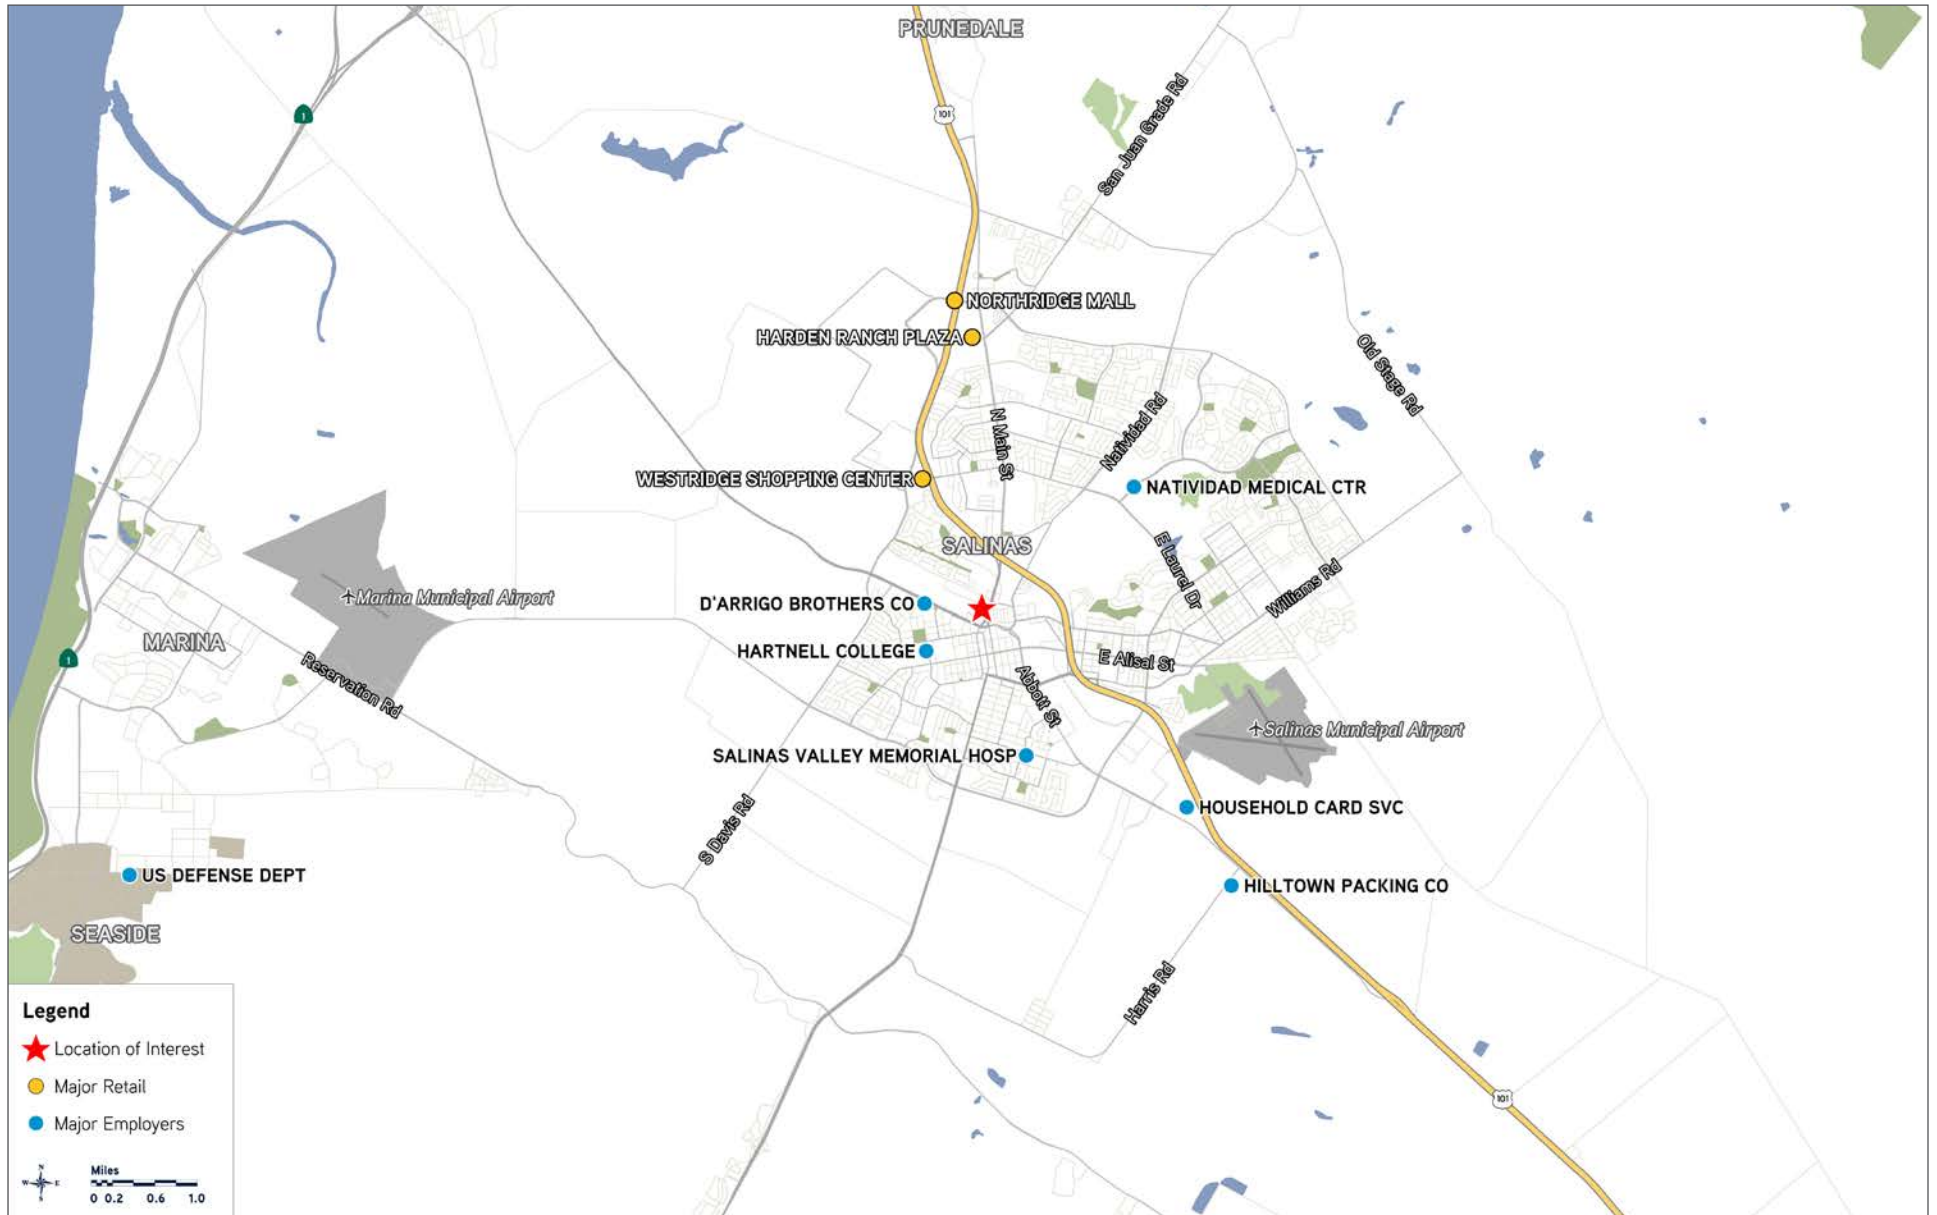 PRUNEDALE
1
101
San Juan Grade Rd
NORTHRIDGE MALL
HARDEN RANCH PLAZA
Old Stage Rd
N Main St
Natividad Rd
WESTRIDGE SHOPPING CENTER
NATIVIDAD MEDICAL CTR
SALINAS
E Laurel Dr
Williams Rd
Marina Municipal Airport
D'ARRIGO BROTHERS CO
MARINA
HARTNELL COLLEGE
1
E Alisal St
Reservation Rd
Abbott St
Salinas Municipal Airport
SALINAS VALLEY MEMORIAL HOSP
HOUSEHOLD CARD SVC
S Davis Rd
US DEFENSE DEPT
HILLTOWN PACKING CO
SEASIDE
Harris Rd
101
Legend
Location of Interest
Major Retail
Major Employers
N
W E
S
Miles
0 0.2 0.6 1.0